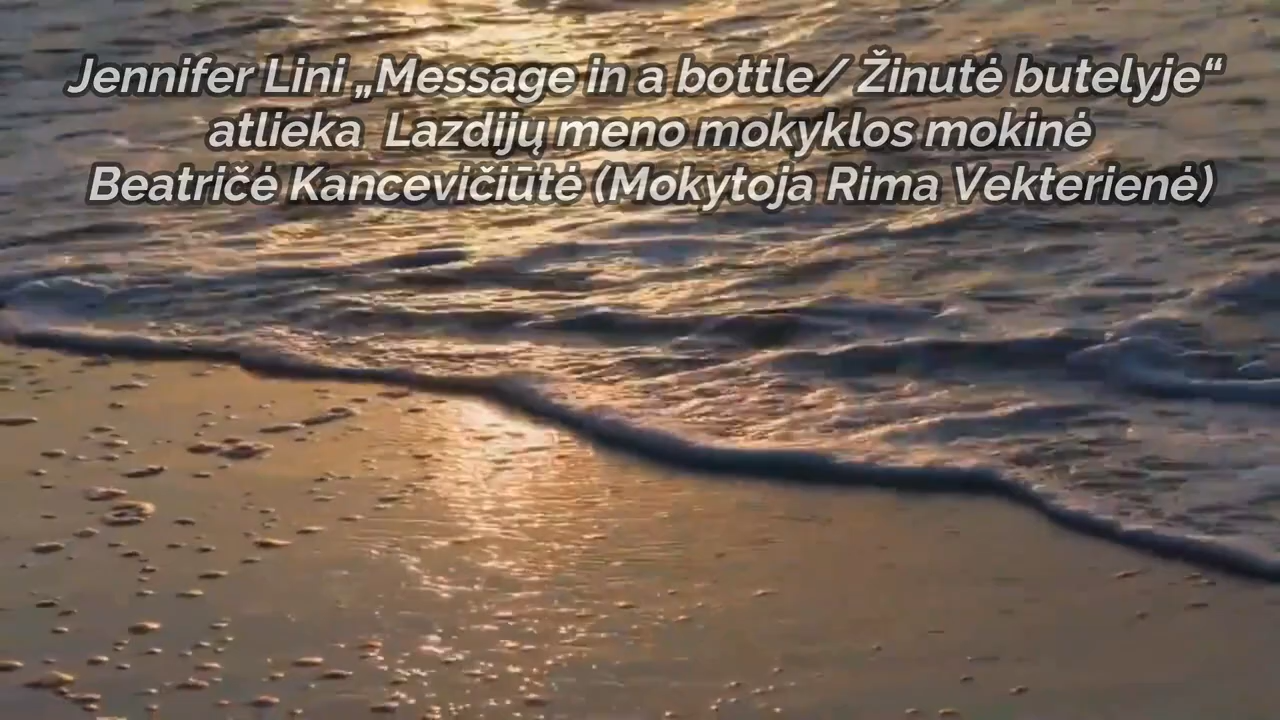 Jennifer Lini „Message in a bottle/ Žinutė butelyje“
atlieka Lazdijų meno mokyklos mokinė
Beatričė Kancevičiūtė (Mokytoja Rima Vekterienė)